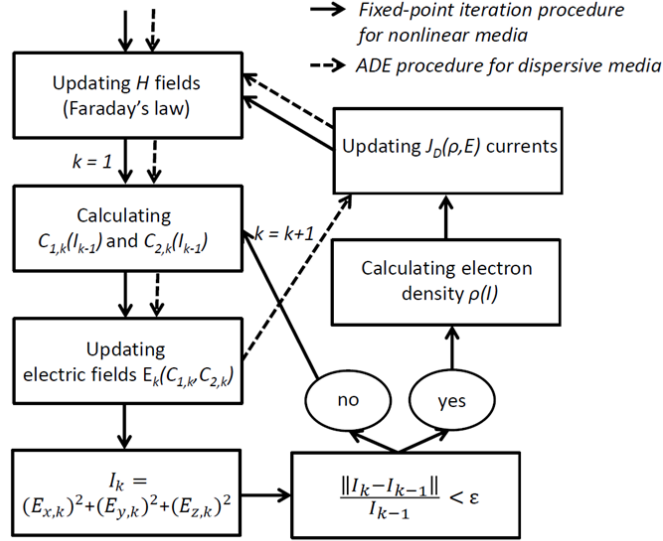 Fixed-point iteration procedure
for nonlinear media
ADE procedure for dispersive media
Updating H fields
(Faraday's law)
k = 1
Calculating
C_{1,k}(I_{k-1}) and C_{2,k}(I_{k-1})
Updating
electric fields E_k(C_{1,k},C_{2,k})
I_k =
(E_{x,k})^2+(E_{y,k})^2+(E_{z,k})^2
‖I_k−I_{k−1}‖
I_{k−1}
< ε
no
yes
k = k+1
Calculating electron
density ρ(I)
Updating J_D(ρ,E) currents